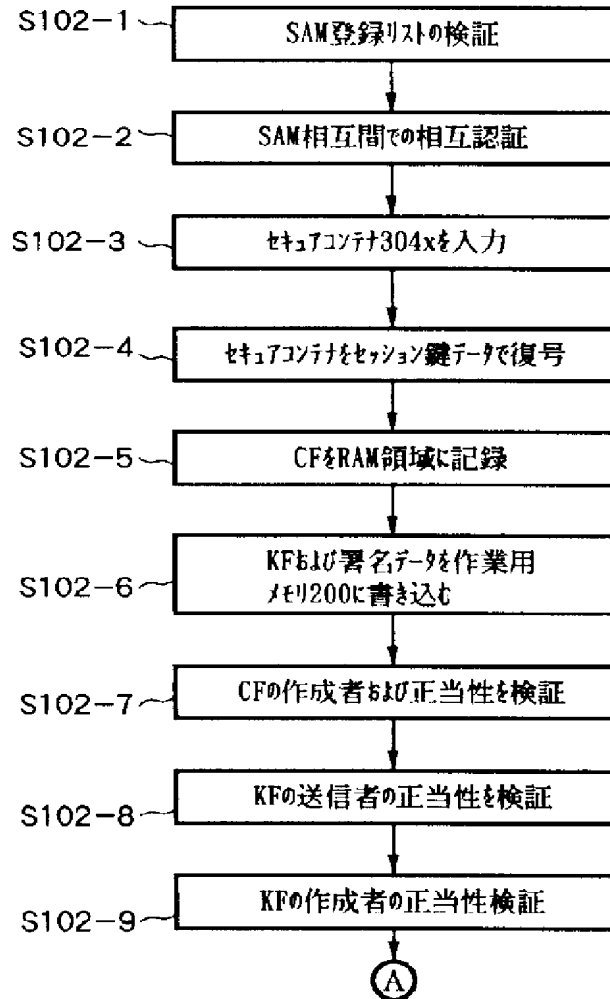 S102-1
SAM登録リストの検証
S102-2
SAM相互間での相互認証
S102-3
セキュアコンテナ304xを入力
S102-4
セキュアコンテナをセッション鍵データで復号
S102-5
CFをRAM領域に記録
S102-6
KFおよび署名データを作業用
メモリ200に書き込む
S102-7
CFの作成者および正当性を検証
S102-8
KFの送信者の正当性を検証
S102-9
KFの作成者の正当性検証
A